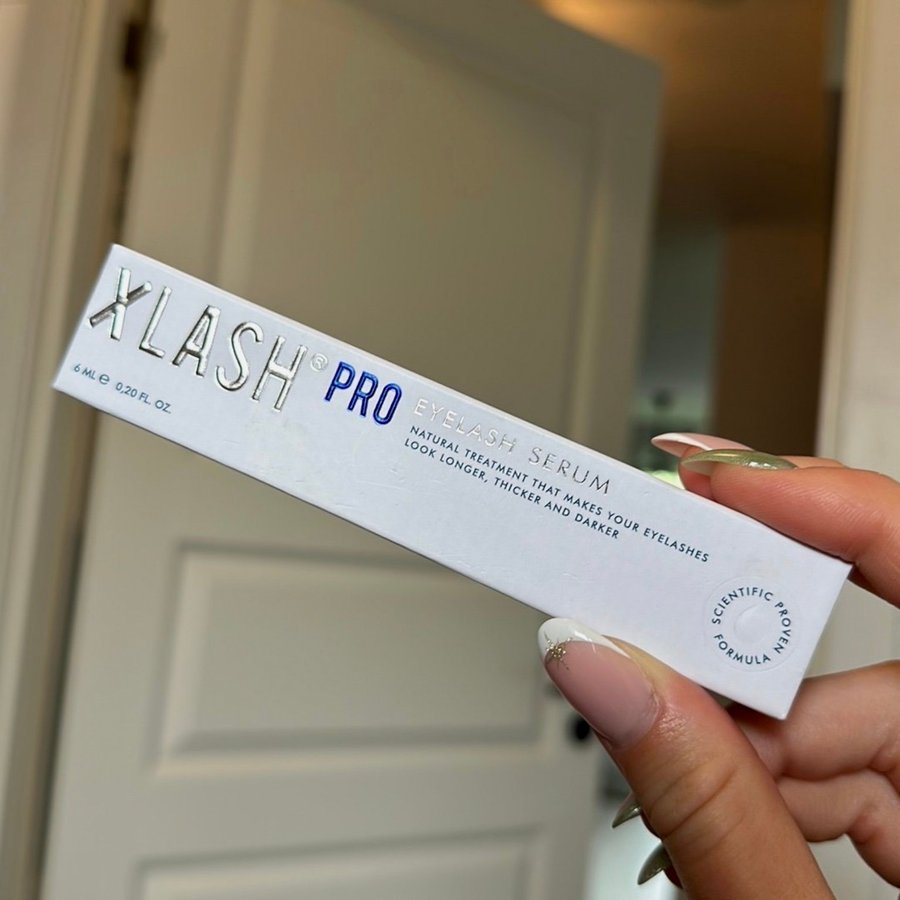 XLASH® PRO EYELASH SERUM
NATURAL TREATMENT THAT MAKES YOUR EYELASHES
LOOK LONGER, THICKER AND DARKER
6 ML ℮ 0,20 FL. OZ.
SCIENTIFIC PROVEN
FORMULA